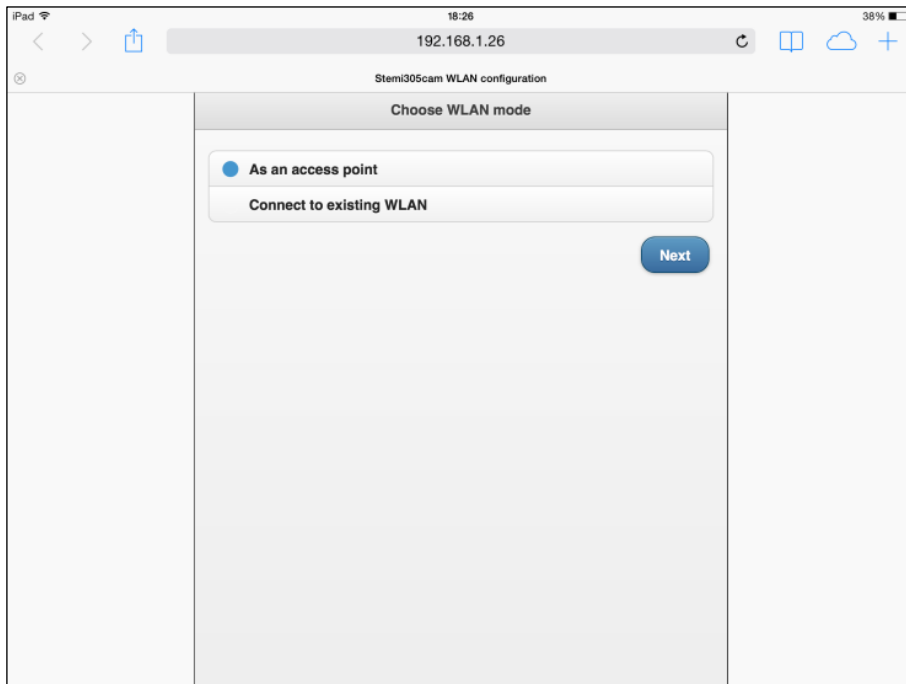 iPad 18:26 38%
192.168.1.26
Stemi305cam WLAN configuration
Choose WLAN mode
As an access point
Connect to existing WLAN
Next